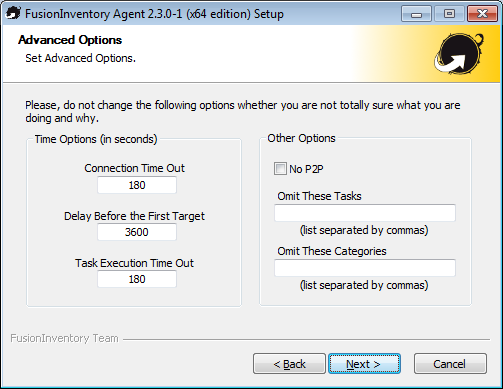 FusionInventory Agent 2.3.0-1 (x64 edition) Setup
Advanced Options
Set Advanced Options.
Please, do not change the following options whether you are not totally sure what you are
doing and why.
Time Options (in seconds)
Connection Time Out
180
Delay Before the First Target
3600
Task Execution Time Out
180
Other Options
No P2P
Omit These Tasks
(list separated by commas)
Omit These Categories
(list separated by commas)
FusionInventory Team
< Back
Next >
Cancel